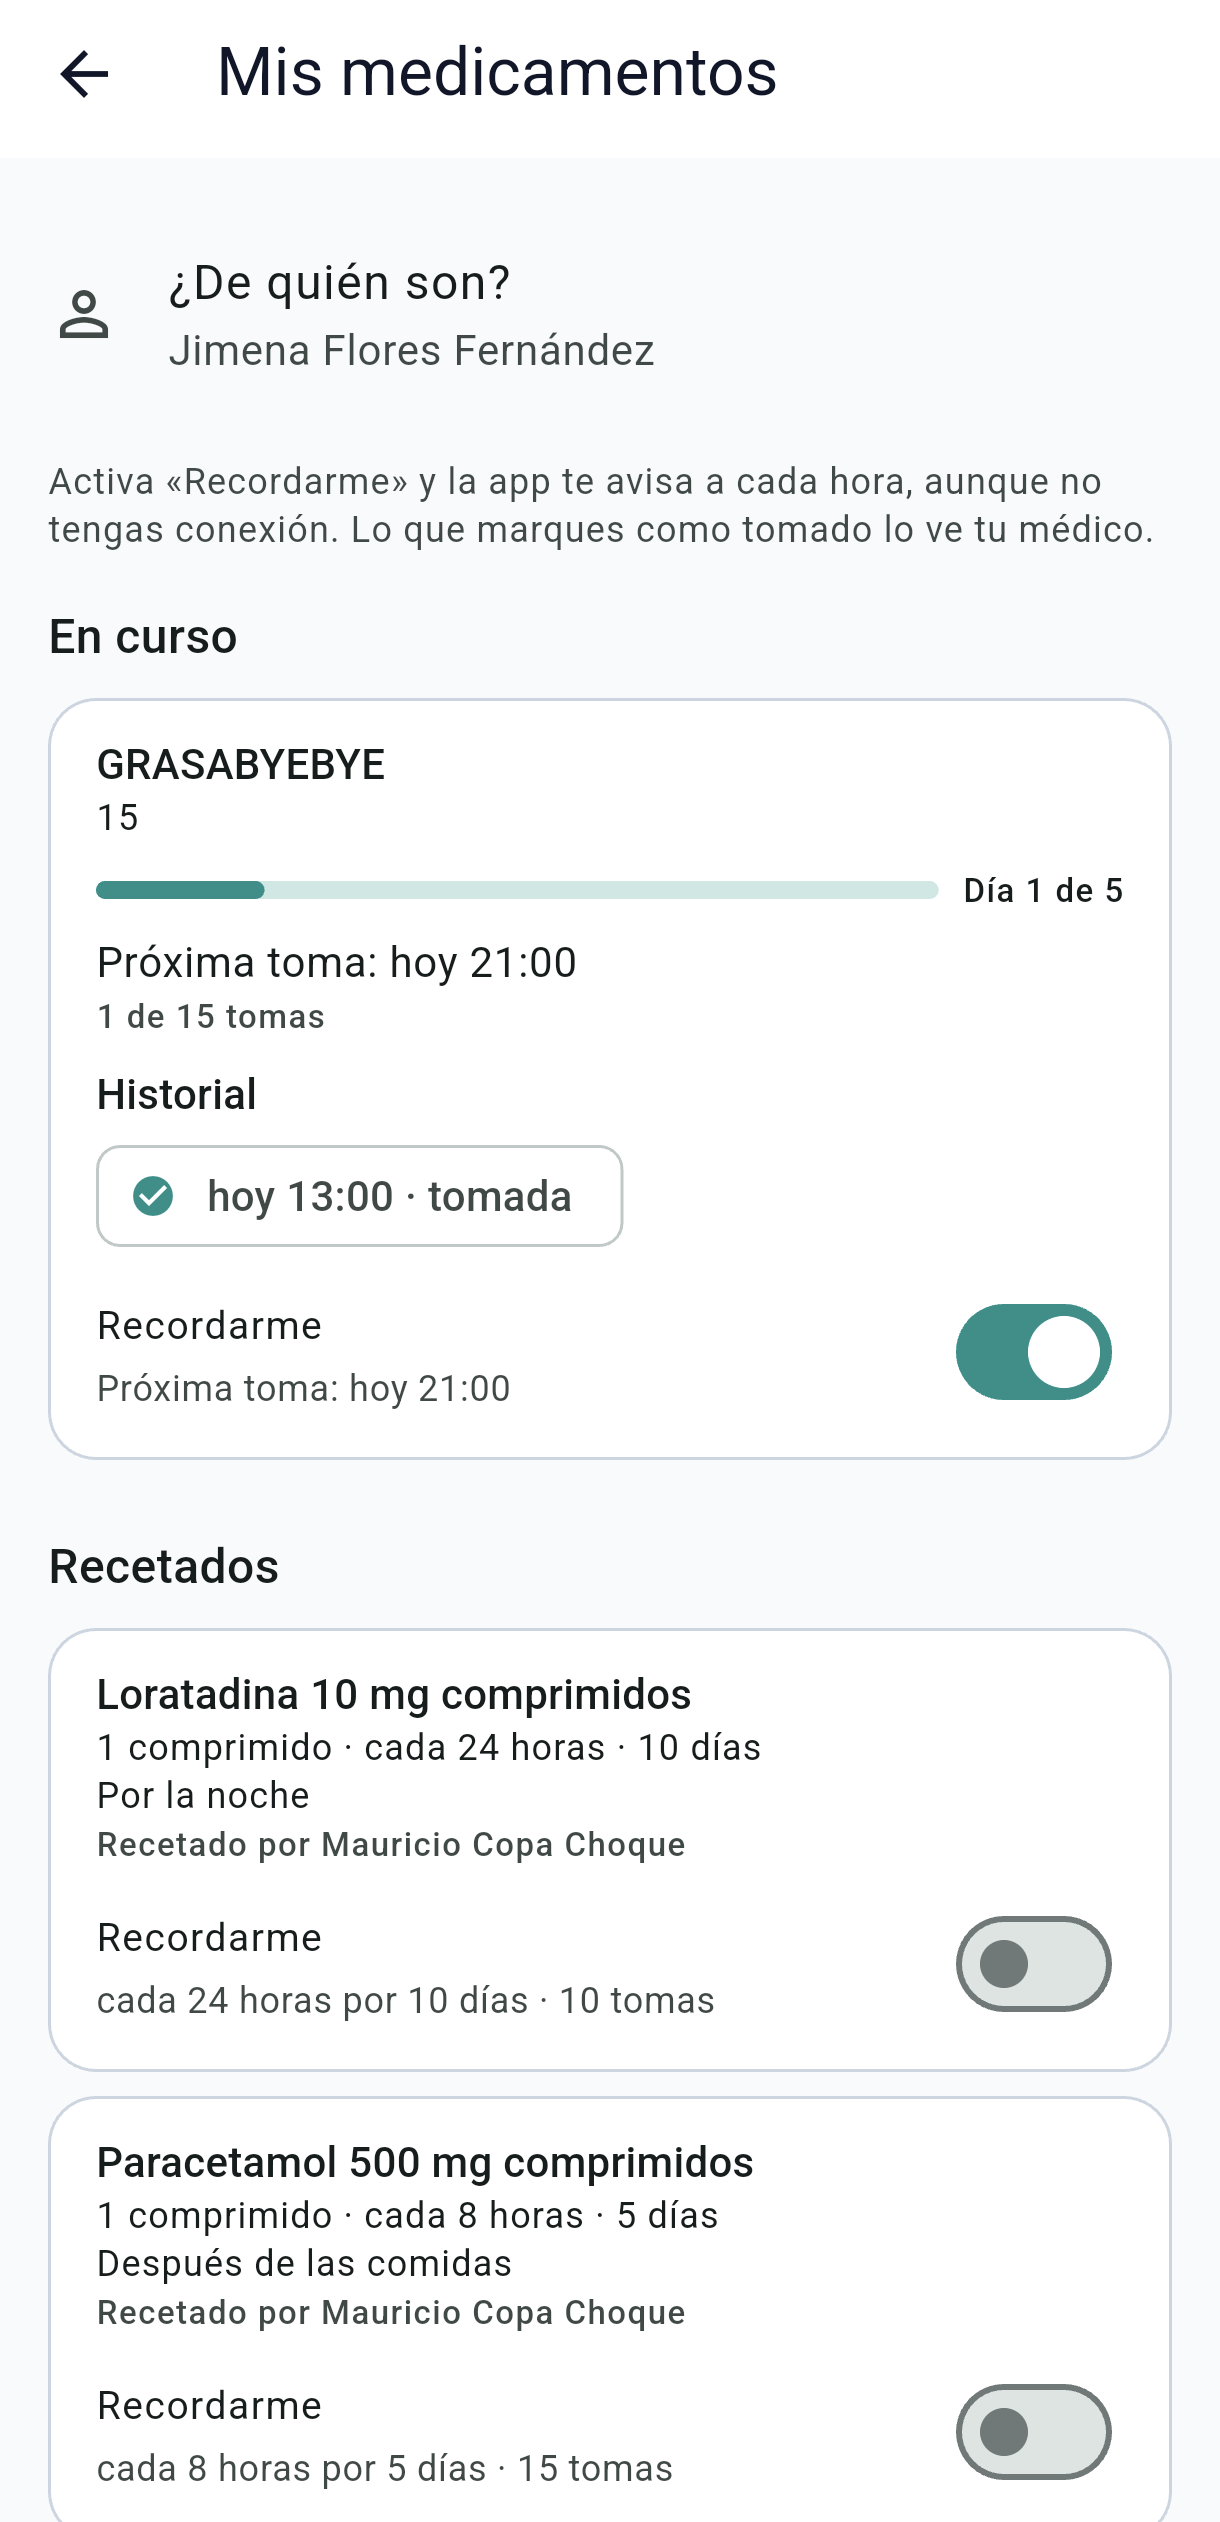 Mis medicamentos
¿De quién son?
Jimena Flores Fernández
Activa «Recordarme» y la app te avisa a cada hora, aunque no
tengas conexión. Lo que marques como tomado lo ve tu médico.
En curso
GRASABYEBYE
15
Día 1 de 5
Próxima toma: hoy 21:00
1 de 15 tomas
Historial
hoy 13:00 · tomada
Recordarme
Próxima toma: hoy 21:00
Recetados
Loratadina 10 mg comprimidos
1 comprimido · cada 24 horas · 10 días
Por la noche
Recetado por Mauricio Copa Choque
Recordarme
cada 24 horas por 10 días · 10 tomas
Paracetamol 500 mg comprimidos
1 comprimido · cada 8 horas · 5 días
Después de las comidas
Recetado por Mauricio Copa Choque
Recordarme
cada 8 horas por 5 días · 15 tomas